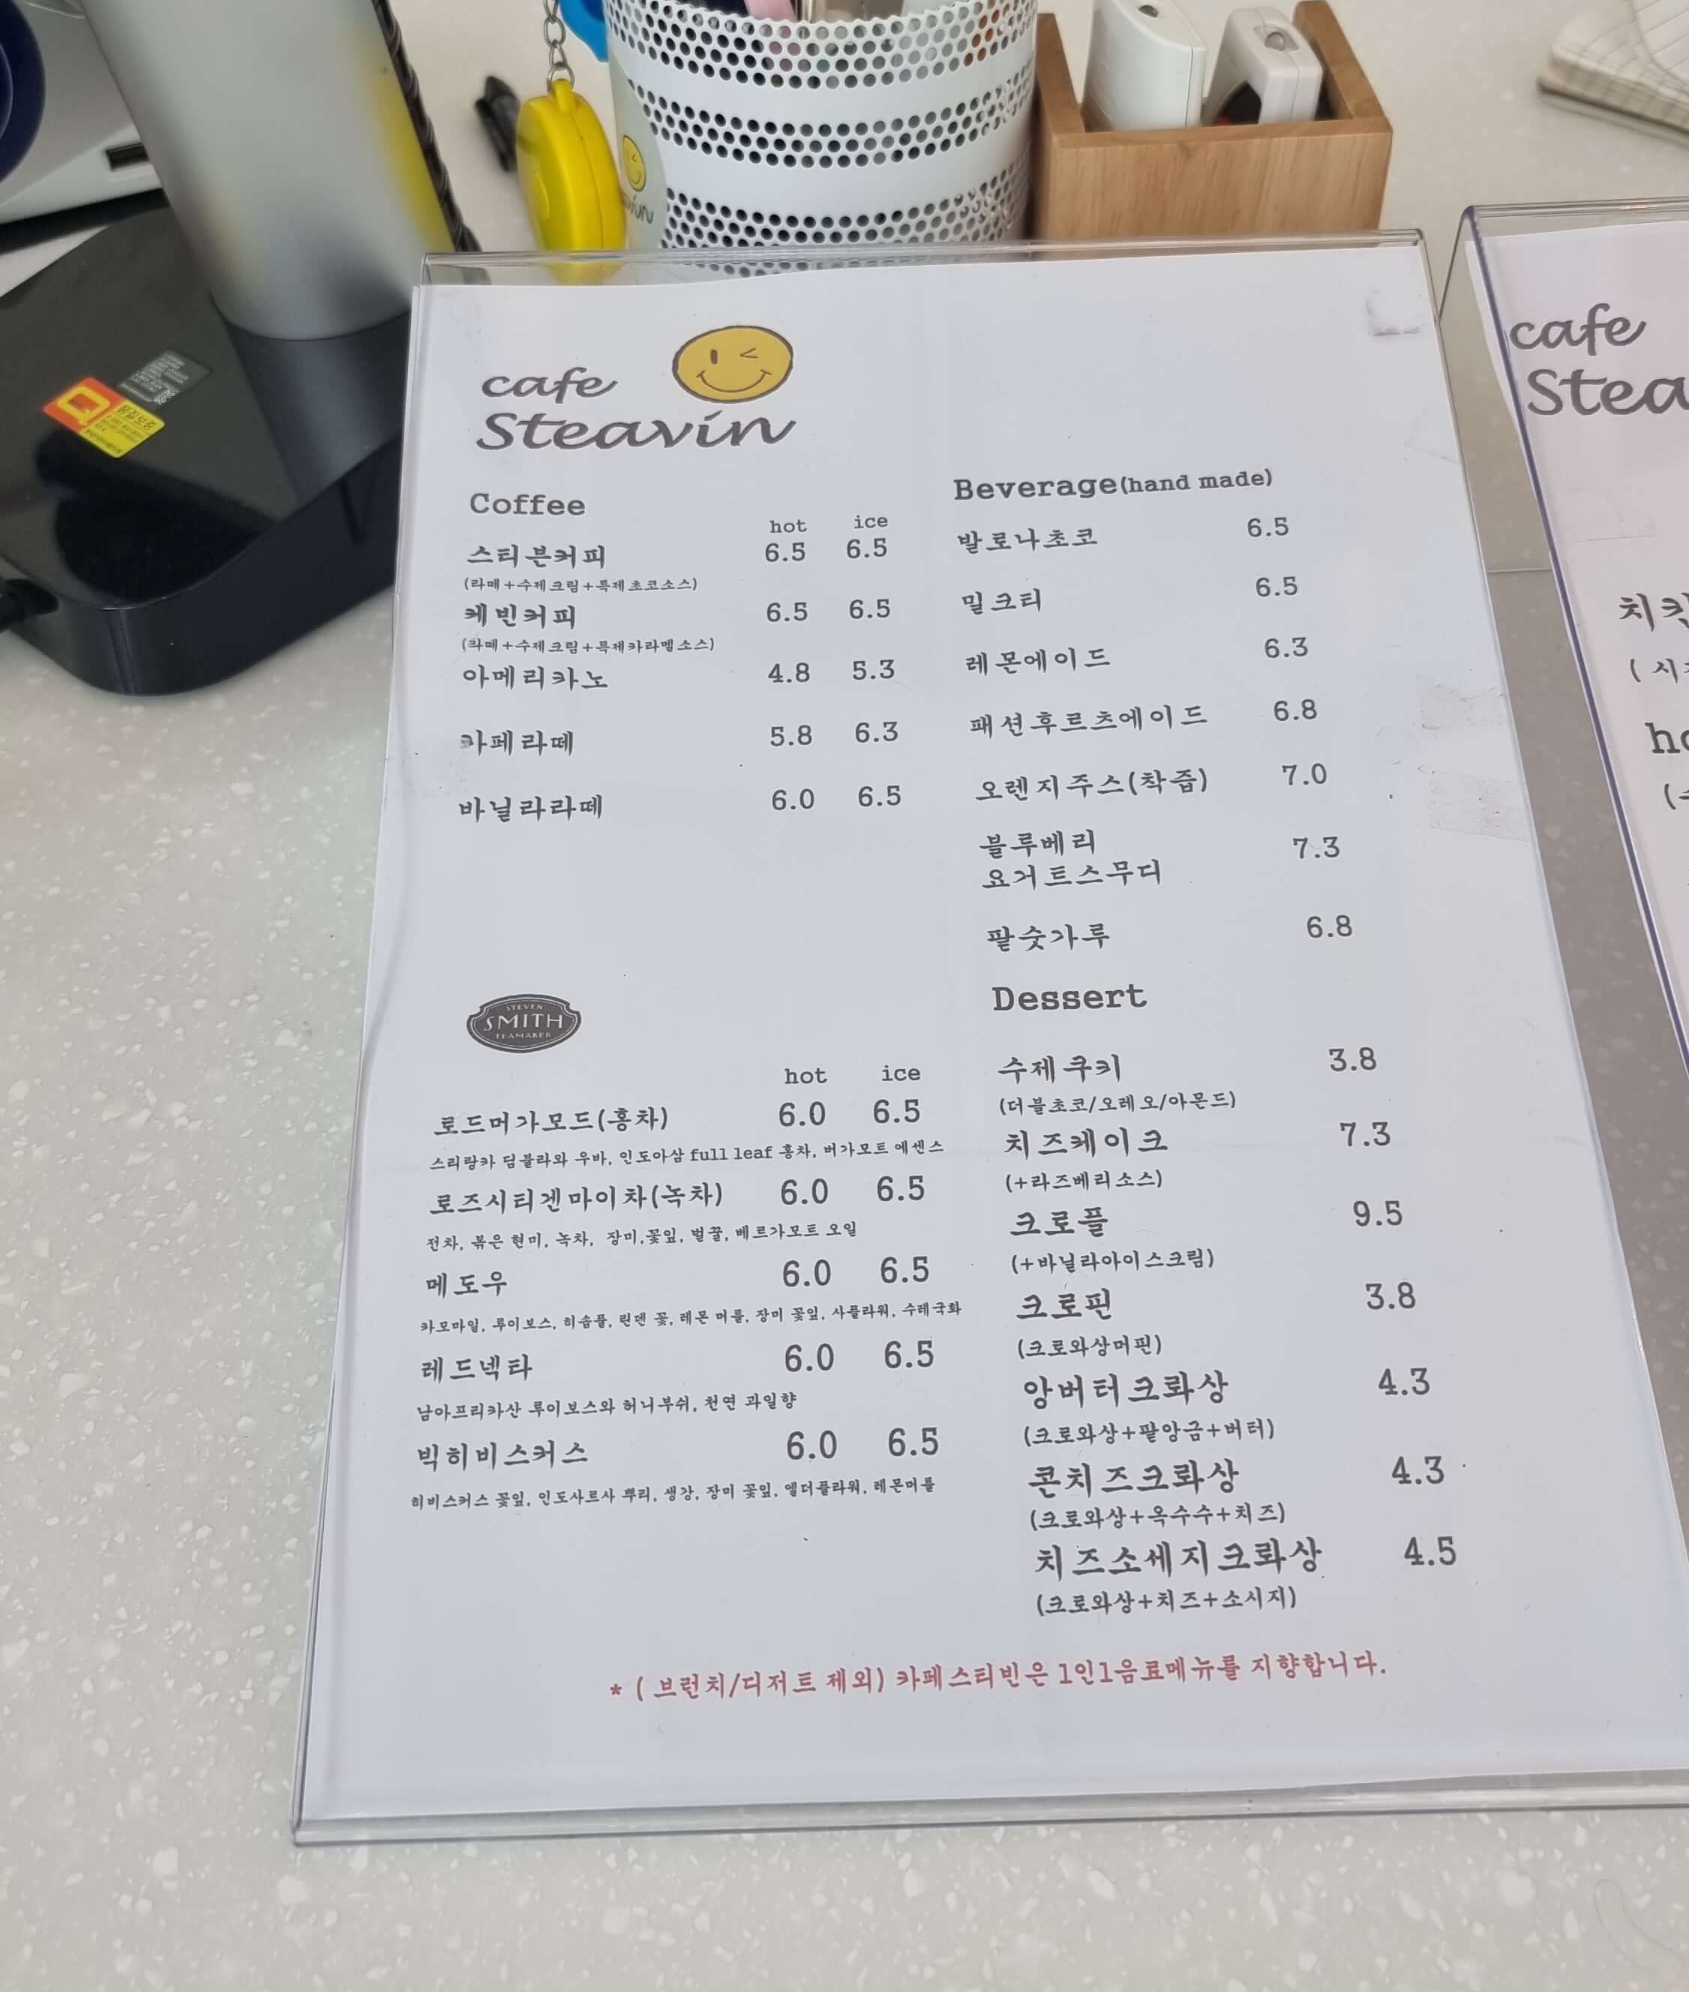 cafe
Steavin
Coffee
hot ice
스티븐커피 6.5 6.5
(라떼+수제크림+특제초코소스)
케빈커피 6.5 6.5
(라떼+수제크림+특제카라멜소스)
아메리카노 4.8 5.3
카페라떼 5.8 6.3
바닐라라떼 6.0 6.5
STEVEN
SMITH
TEAMAKER
hot ice
로드머가모드(홍차) 6.0 6.5
스리랑카 딤블라와 우바, 인도아삼 full leaf 홍차, 버가모트 에센스
로즈시티겐마이차(녹차) 6.0 6.5
전차, 볶은 현미, 녹차, 장미,꽃잎, 벌꿀, 베르가모트 오일
메도우 6.0 6.5
카모마일, 루이보스, 히솝풀, 린덴 꽃, 레몬 머틀, 장미 꽃잎, 사플라워, 수레국화
레드넥타 6.0 6.5
남아프리카산 루이보스와 허니부쉬, 천연 과일향
빅히비스커스 6.0 6.5
히비스커스 꽃잎, 인도사르사 뿌리, 생강, 장미 꽃잎, 엘더플라워, 레몬머틀
Beverage(hand made)
발로나초코 6.5
밀크티 6.5
레몬에이드 6.3
패션후르츠에이드 6.8
오렌지주스(착즙) 7.0
블루베리
요거트스무디 7.3
팥숫가루 6.8
Dessert
수제쿠키 3.8
(더블초코/오레오/아몬드)
치즈케이크 7.3
(+라즈베리소스)
크로플 9.5
(+바닐라아이스크림)
크로핀 3.8
(크로와상머핀)
앙버터크롸상 4.3
(크로와상+팥앙금+버터)
콘치즈크롸상 4.3
(크로와상+옥수수+치즈)
치즈소세지크롸상 4.5
(크로와상+치즈+소시지)
* ( 브런치/디저트 제외) 카페스티빈은 1인1음료메뉴를 지향합니다.
cafe